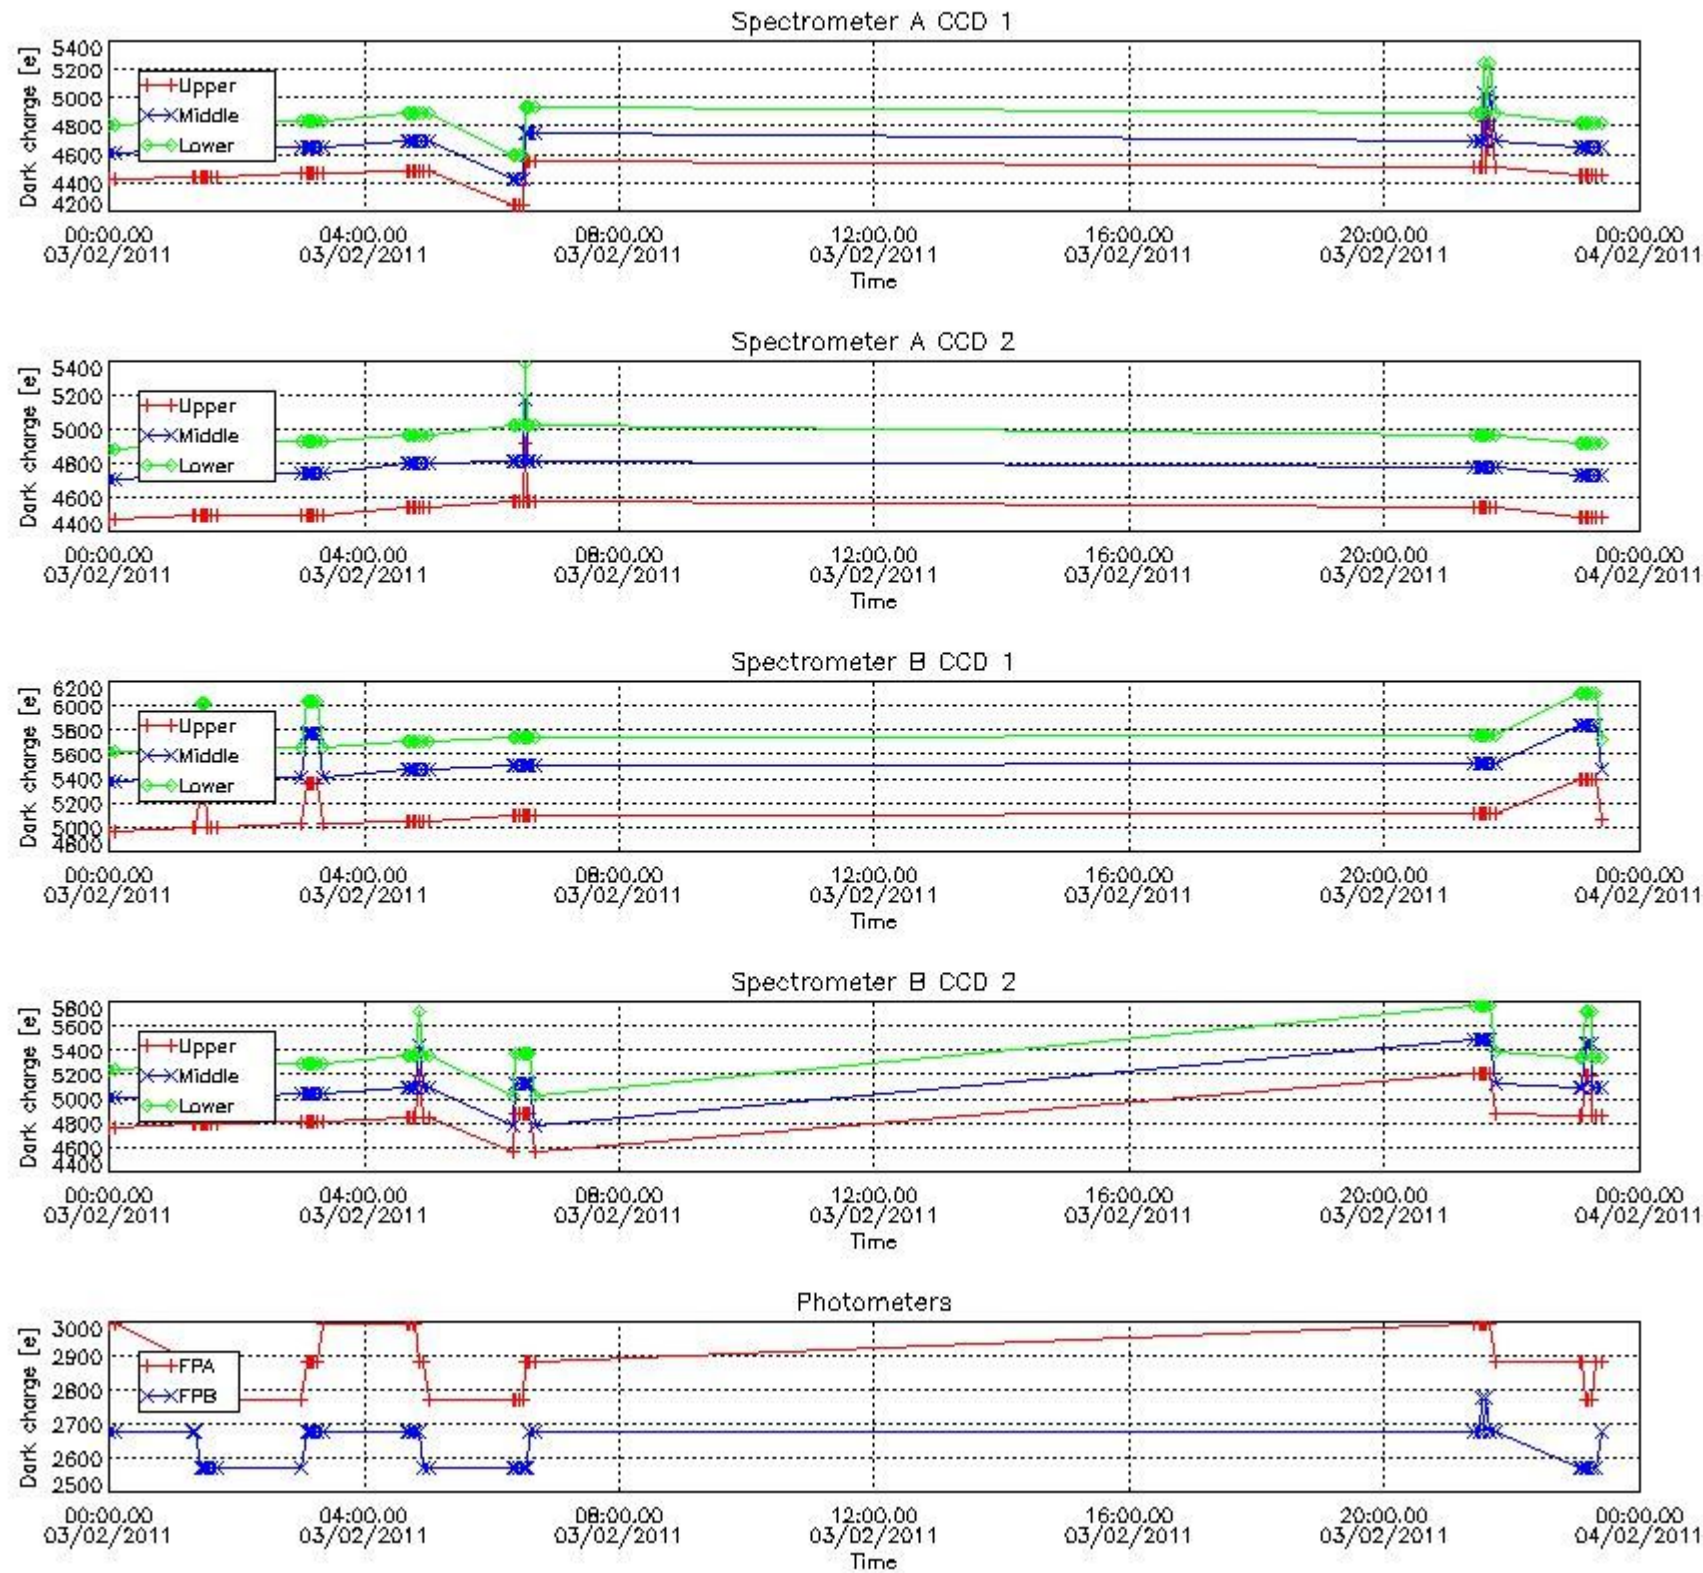 Spectrometer A CCD 1
Dark charge [e]
5400
5200
5000
4800
4600
4400
4200
Upper
Middle
Lower
00:00.00 04:00.00 08:00.00 12:00.00 16:00.00 20:00.00 00:00.00
03/02/2011 03/02/2011 03/02/2011 03/02/2011 03/02/2011 03/02/2011 04/02/2011
Time
Spectrometer A CCD 2
Dark charge [e]
5400
5200
5000
4800
4600
4400
Upper
Middle
Lower
00:00.00 04:00.00 08:00.00 12:00.00 16:00.00 20:00.00 00:00.00
03/02/2011 03/02/2011 03/02/2011 03/02/2011 03/02/2011 03/02/2011 04/02/2011
Time
Spectrometer B CCD 1
Dark charge [e]
6200
6000
5800
5600
5400
5200
5000
4800
Upper
Middle
Lower
00:00.00 04:00.00 08:00.00 12:00.00 16:00.00 20:00.00 00:00.00
03/02/2011 03/02/2011 03/02/2011 03/02/2011 03/02/2011 03/02/2011 04/02/2011
Time
Spectrometer B CCD 2
Dark charge [e]
5800
5600
5400
5200
5000
4800
4600
4400
Upper
Middle
Lower
00:00.00 04:00.00 08:00.00 12:00.00 16:00.00 20:00.00 00:00.00
03/02/2011 03/02/2011 03/02/2011 03/02/2011 03/02/2011 03/02/2011 04/02/2011
Time
Photometers
Dark charge [e]
3000
2900
2800
2700
2600
2500
FPA
FPB
00:00.00 04:00.00 08:00.00 12:00.00 16:00.00 20:00.00 00:00.00
03/02/2011 03/02/2011 03/02/2011 03/02/2011 03/02/2011 03/02/2011 04/02/2011
Time